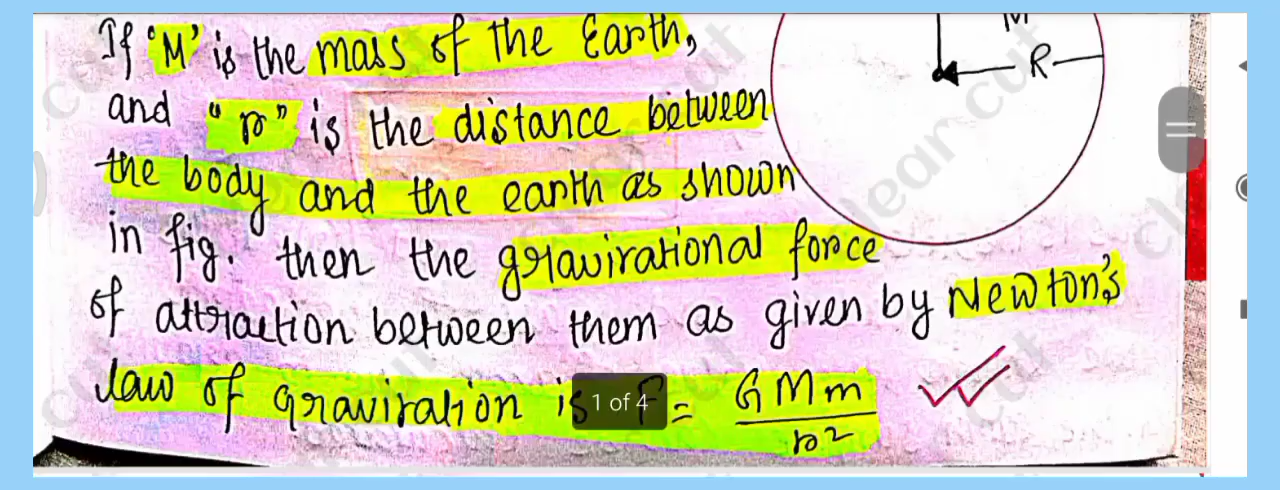 If 'M' is the mass of the Earth,
and "r" is the distance between
the body and the earth as shown
in fig. then the gravirational force
of attraction between them as given by Newton's
law of gravitation is F = GMm/r²
M
R
1 of 4
clear cut